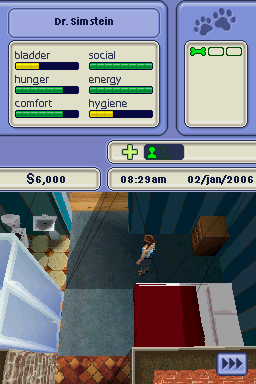 Dr. Simstein
bladder social
hunger energy
comfort hygiene
$6,000 08:29am 02/jan/2006